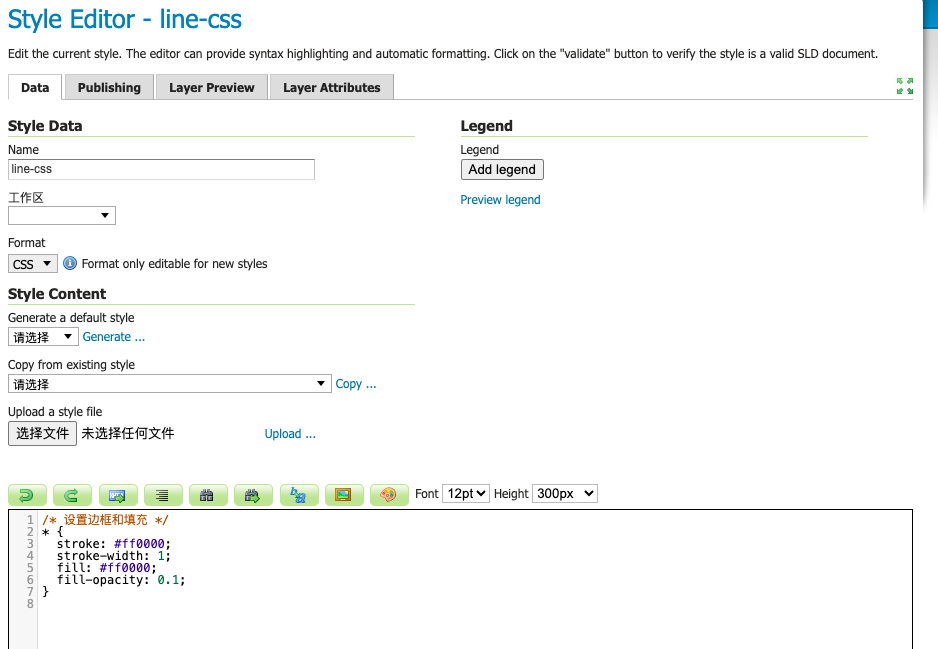 Style Editor - line-css
Edit the current style. The editor can provide syntax highlighting and automatic formatting. Click on the "validate" button to verify the style is a valid SLD document.
Data
Publishing
Layer Preview
Layer Attributes
Style Data
Name
line-css
工作区
Format
CSS
Format only editable for new styles
Legend
Legend
Add legend
Preview legend
Style Content
Generate a default style
请选择
Generate ...
Copy from existing style
请选择
Copy ...
Upload a style file
选择文件 未选择任何文件
Upload ...
Font 12pt Height 300px
1 /* 设置边框和填充 */
2 * {
3   stroke: #ff0000;
4   stroke-width: 1;
5   fill: #ff0000;
6   fill-opacity: 0.1;
7 }
8